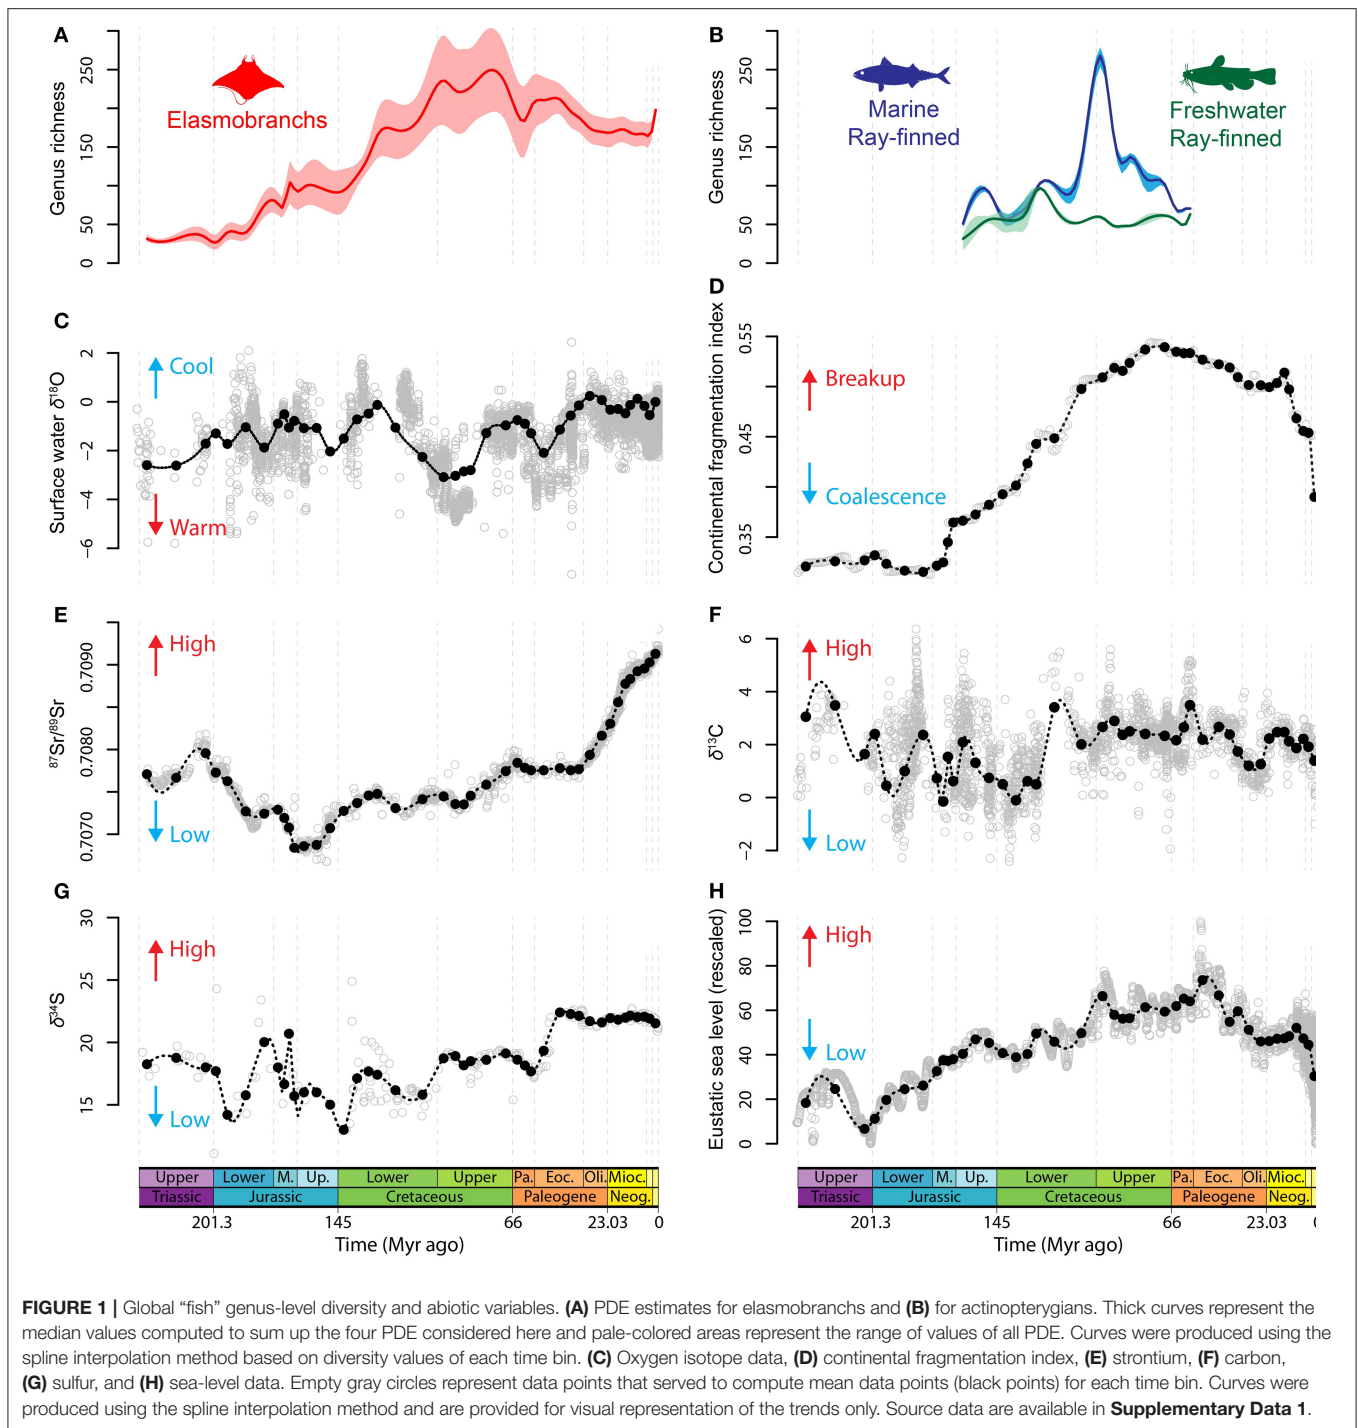 A
Genus richness
250
150
50
0
Elasmobranchs
B
Genus richness
250
150
50
0
Marine
Ray-finned
Freshwater
Ray-finned
C
Surface water δ18O
2
0
−2
−4
−6
Cool
Warm
D
Continental fragmentation index
0.55
0.45
0.35
Breakup
Coalescence
E
87Sr/89Sr
0.7090
0.7080
0.7070
High
Low
F
δ13C
6
4
2
0
−2
High
Low
G
δ34S
30
25
20
15
High
Low
H
Eustatic sea level (rescaled)
100
80
60
40
20
0
High
Low
Upper Lower M. Up. Lower Upper Pa. Eoc. Oli. Mioc.
Triassic Jurassic Cretaceous Paleogene Neog.
201.3 145 66 23.03 0
Time (Myr ago)
Upper Lower M. Up. Lower Upper Pa. Eoc. Oli. Mioc.
Triassic Jurassic Cretaceous Paleogene Neog.
201.3 145 66 23.03
Time (Myr ago)
FIGURE 1 | Global “fish” genus-level diversity and abiotic variables. (A) PDE estimates for elasmobranchs and (B) for actinopterygians. Thick curves represent the
median values computed to sum up the four PDE considered here and pale-colored areas represent the range of values of all PDE. Curves were produced using the
spline interpolation method based on diversity values of each time bin. (C) Oxygen isotope data, (D) continental fragmentation index, (E) strontium, (F) carbon,
(G) sulfur, and (H) sea-level data. Empty gray circles represent data points that served to compute mean data points (black points) for each time bin. Curves were
produced using the spline interpolation method and are provided for visual representation of the trends only. Source data are available in Supplementary Data 1.